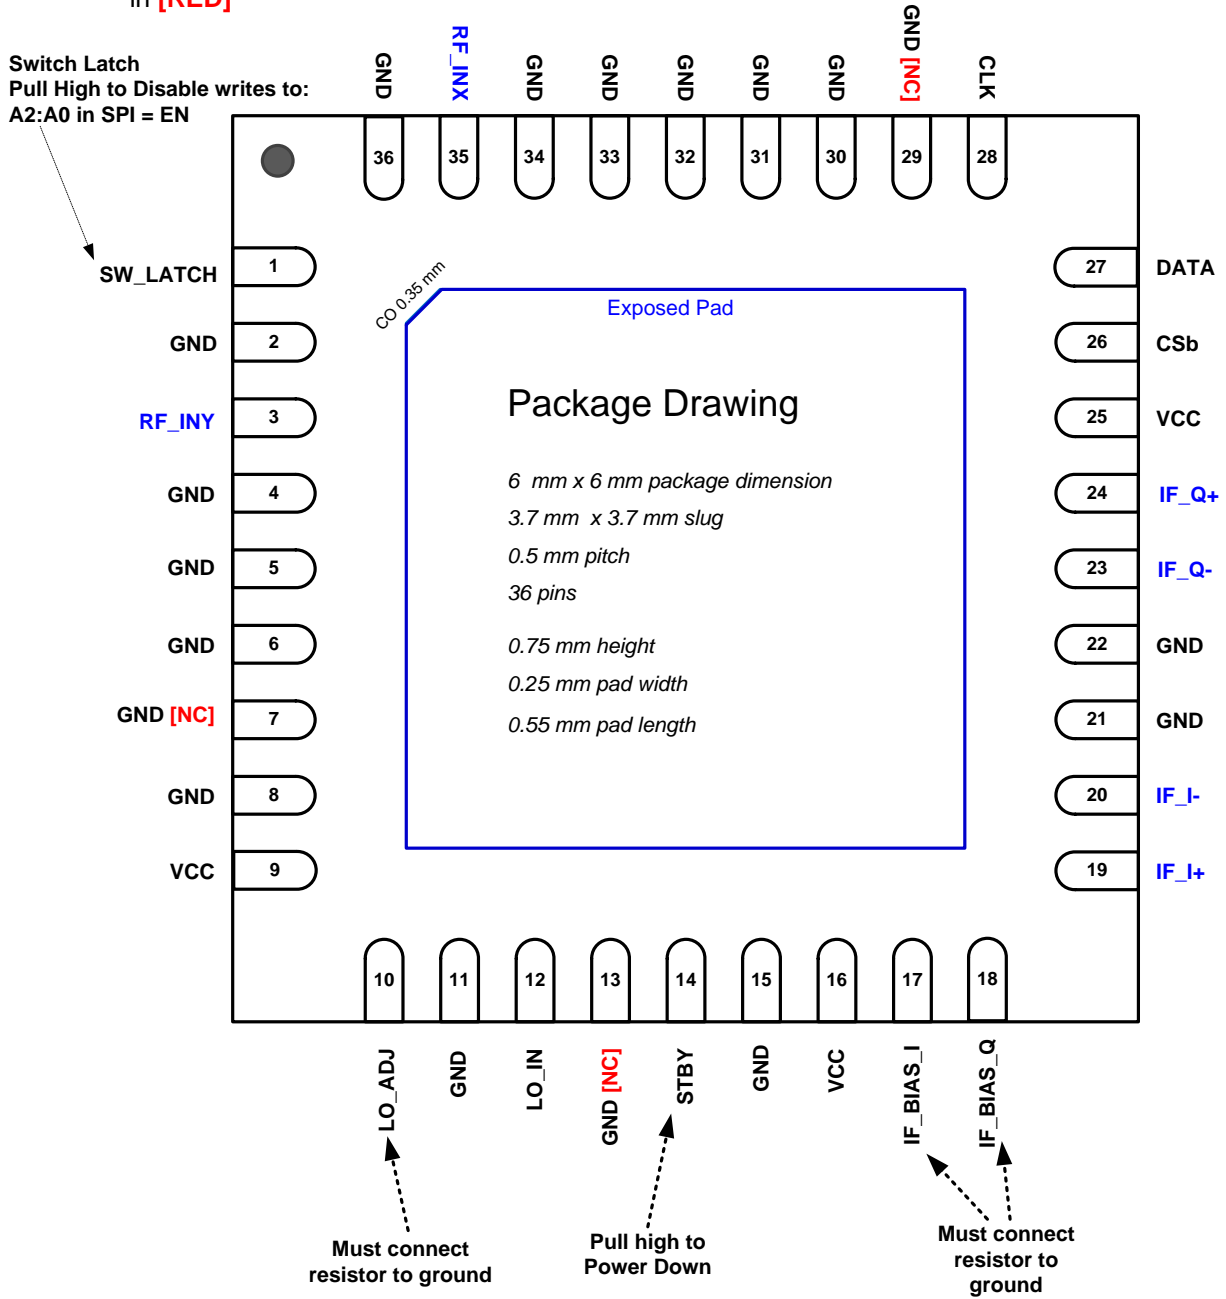 in [RED]
Switch Latch
Pull High to Disable writes to:
A2:A0 in SPI = EN
GND
RF_INX
GND
GND
GND
GND
GND
GND [NC]
CLK
36
35
34
33
32
31
30
29
28
SW_LATCH 1
GND 2
RF_INY 3
GND 4
GND 5
GND 6
GND [NC] 7
GND 8
VCC 9
CO 0.35 mm
Exposed Pad
Package Drawing
6 mm x 6 mm package dimension
3.7 mm x 3.7 mm slug
0.5 mm pitch
36 pins
0.75 mm height
0.25 mm pad width
0.55 mm pad length
27 DATA
26 CSb
25 VCC
24 IF_Q+
23 IF_Q-
22 GND
21 GND
20 IF_I-
19 IF_I+
10
11
12
13
14
15
16
17
18
LO_ADJ
GND
LO_IN
GND [NC]
STBY
GND
VCC
IF_BIAS_I
IF_BIAS_Q
Must connect
resistor to ground
Pull high to
Power Down
Must connect
resistor to
ground